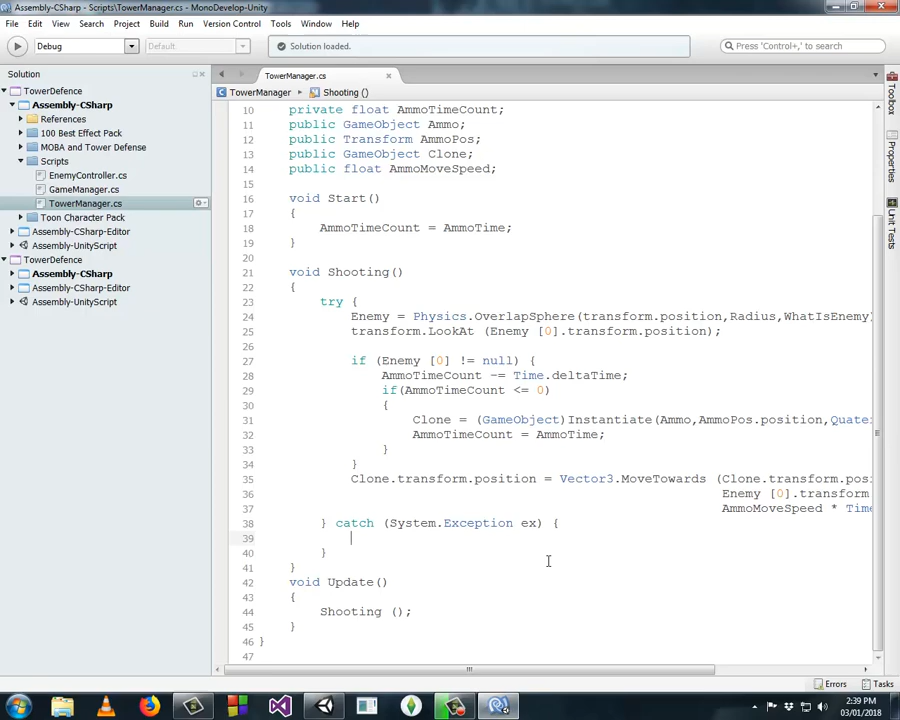 Assembly-CSharp - Scripts\TowerManager.cs - MonoDevelop-Unity
File Edit View Search Project Build Run Version Control Tools Window Help
Debug Default. Solution loaded. Press 'Control+,' to search
Solution TowerManager.cs
TowerManager Shooting ()
TowerDefence
Assembly-CSharp
References
100 Best Effect Pack
MOBA and Tower Defense
Scripts
EnemyController.cs
GameManager.cs
TowerManager.cs
Toon Character Pack
Assembly-CSharp-Editor
Assembly-UnityScript
TowerDefence
Assembly-CSharp
Assembly-CSharp-Editor
Assembly-UnityScript
10 private float AmmoTimeCount;
11 public GameObject Ammo;
12 public Transform AmmoPos;
13 public GameObject Clone;
14 public float AmmoMoveSpeed;
15
16 void Start()
17 {
18 AmmoTimeCount = AmmoTime;
19 }
20
21 void Shooting()
22 {
23 try {
24 Enemy = Physics.OverlapSphere(transform.position,Radius,WhatIsEnemy)
25 transform.LookAt (Enemy [0].transform.position);
26
27 if (Enemy [0] != null) {
28 AmmoTimeCount -= Time.deltaTime;
29 if(AmmoTimeCount <= 0)
30 {
31 Clone = (GameObject)Instantiate(Ammo,AmmoPos.position,Quater
32 AmmoTimeCount = AmmoTime;
33 }
34 }
35 Clone.transform.position = Vector3.MoveTowards (Clone.transform.pos
36 Enemy [0].transform
37 AmmoMoveSpeed * Time
38 } catch (System.Exception ex) {
39
40 }
41 }
42 void Update()
43 {
44 Shooting ();
45 }
46 }
47
Toolbox
Properties
Unit Tests
Errors Tasks
2:39 PM
03/01/2018